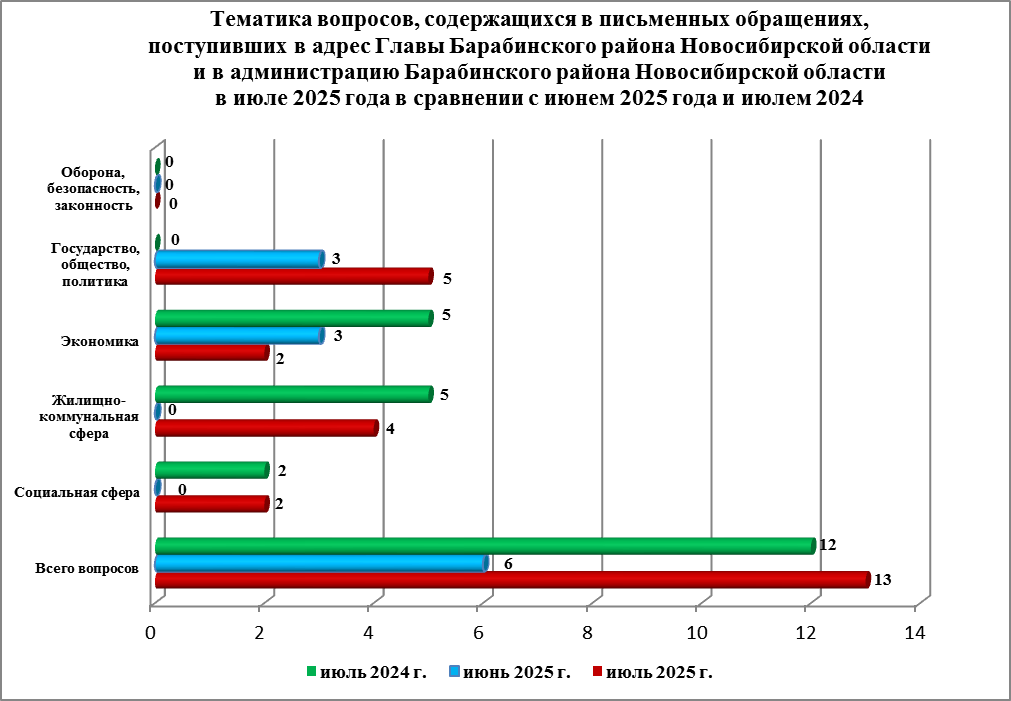 Тематика вопросов, содержащихся в письменных обращениях,
поступивших в адрес Главы Барабинского района Новосибирской области
и в администрацию Барабинского района Новосибирской области
в июле 2025 года в сравнении с июнем 2025 года и июлем 2024
Оборона,
безопасность,
законность
0
0
0
Государство,
общество,
политика
0
3
5
Экономика
5
3
2
Жилищно-
коммунальная
сфера
5
0
4
Социальная сфера
2
0
2
Всего вопросов
12
6
13
0 2 4 6 8 10 12 14
июль 2024 г. июнь 2025 г. июль 2025 г.